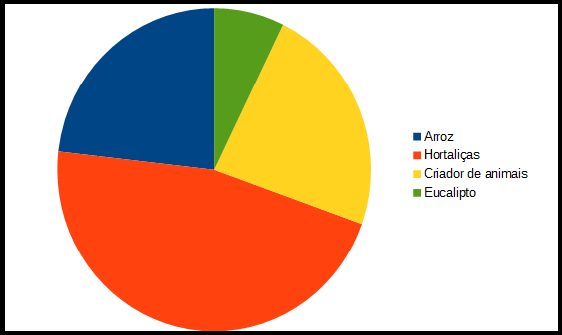 Arroz
Hortaliças
Criador de animais
Eucalipto